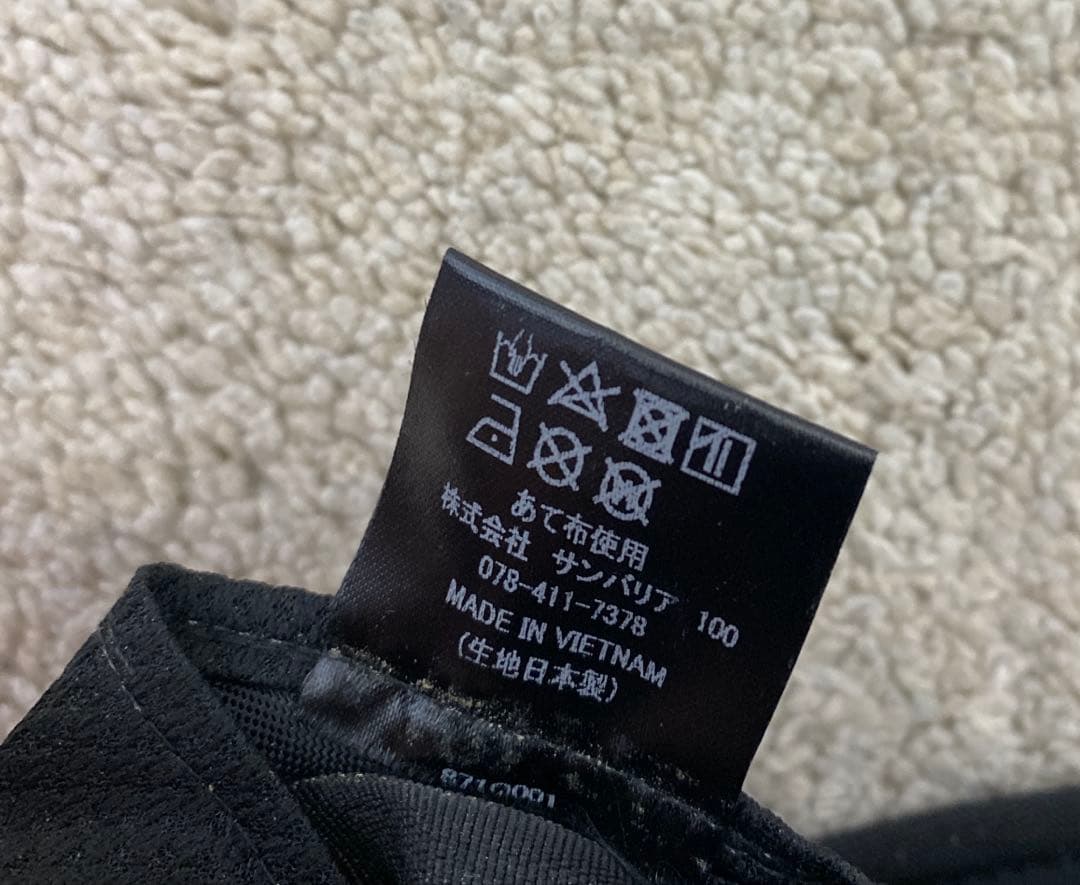 あて布使用
株式会社 サンバリア 100
078-411-7378
MADE IN VIETNAM
(生地日本製)